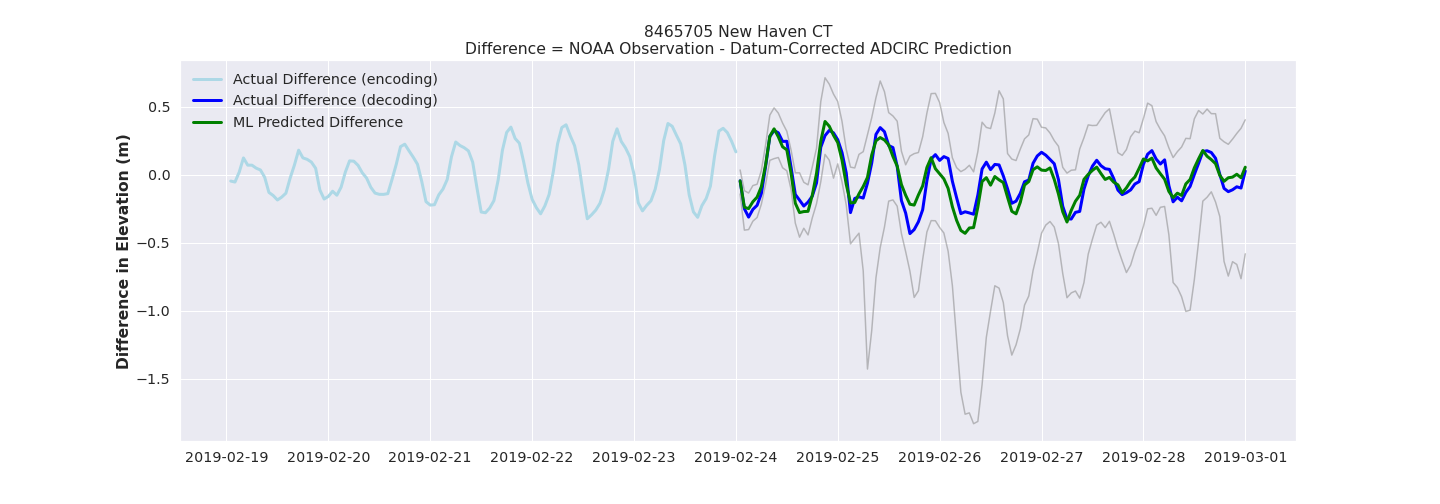 8465705 New Haven CT
Difference = NOAA Observation - Datum-Corrected ADCIRC Prediction
Actual Difference (encoding)
Actual Difference (decoding)
ML Predicted Difference
Difference in Elevation (m)
0.5
0.0
−0.5
−1.0
−1.5
2019-02-19 2019-02-20 2019-02-21 2019-02-22 2019-02-23 2019-02-24 2019-02-25 2019-02-26 2019-02-27 2019-02-28 2019-03-01